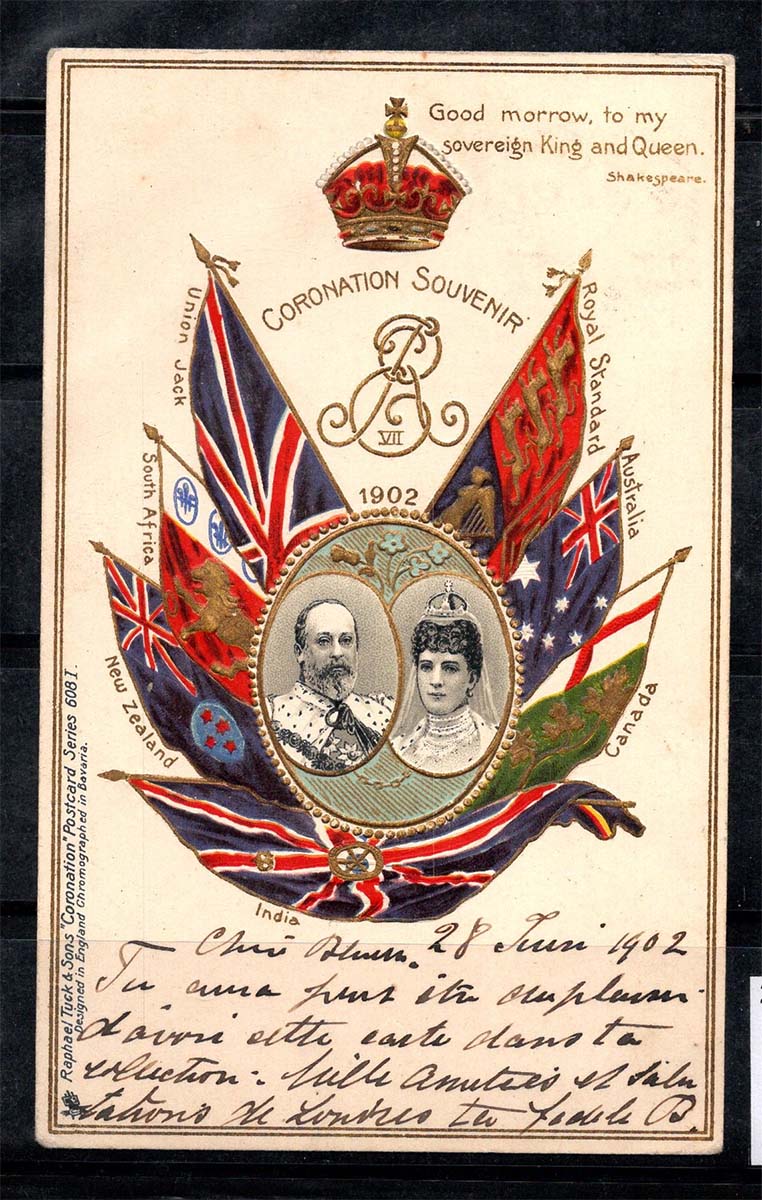 Good morrow, to my
sovereign King and Queen.
Shakespeare.
CORONATION SOUVENIR
VII
1902
Union Jack
Royal Standard
South Africa
Australia
New Zealand
Canada
India
Raphael Tuck & Sons "Coronation" Postcard Series 608 I.
Designed in England Chromographed in Bavaria.
28 Juni 1902
Tu aura peut être du plaisir
d'avoir cette carte dans ta
collection. Mille Amitiés et Salu
tations de Londres B.